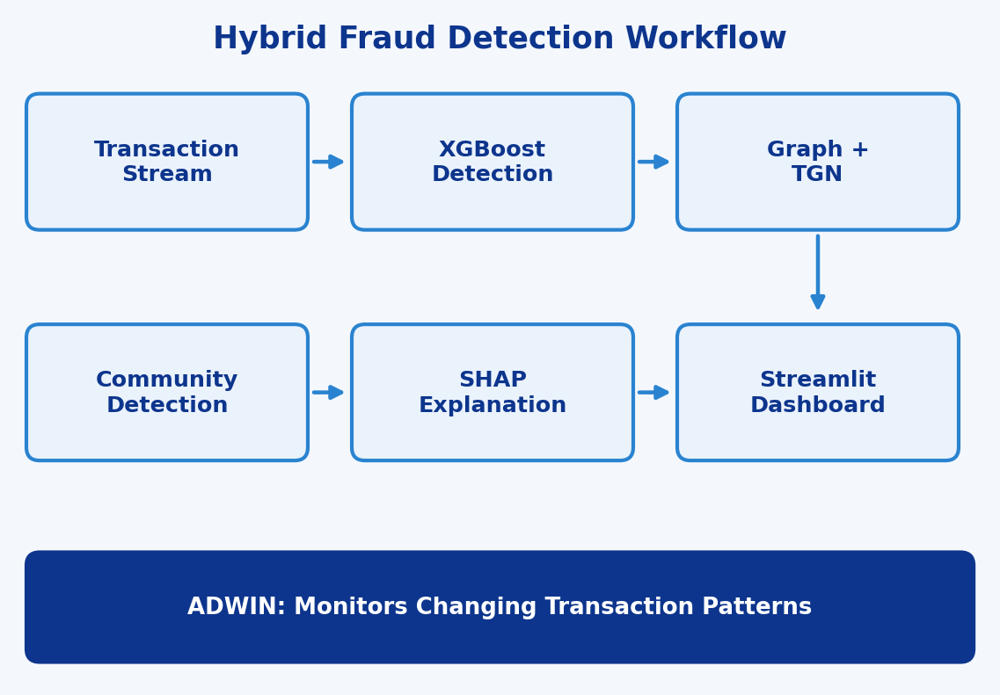 Hybrid Fraud Detection Workflow
Transaction
Stream
XGBoost
Detection
Graph +
TGN
Community
Detection
SHAP
Explanation
Streamlit
Dashboard
ADWIN: Monitors Changing Transaction Patterns